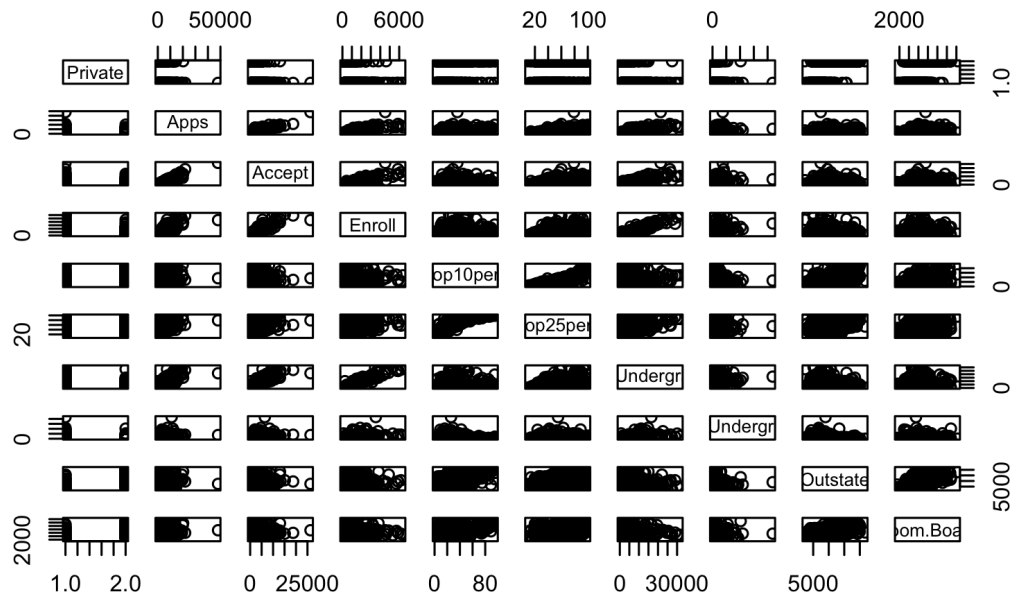 0 50000 0 6000 20 100 0 2000
Private 1.0
0 Apps
Accept 0
0 Enroll
op10per 0
20 op25per
Undergr 0
0 Undergr
Outstate 5000
2000 oom.Boa
1.0 2.0 0 25000 0 80 0 30000 5000